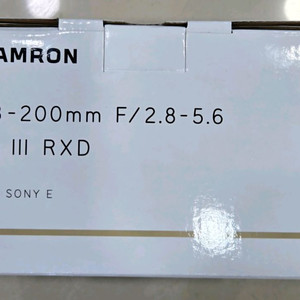 AMRON
-200mm F/2.8-5.6
III RXD
SONY E